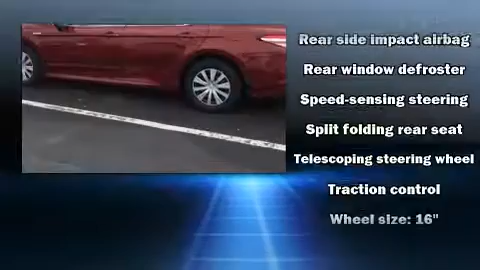 Rear side impact airbag
Rear window defroster
Speed-sensing steering
Split folding rear seat
Telescoping steering wheel
Traction control
Wheel size: 16"